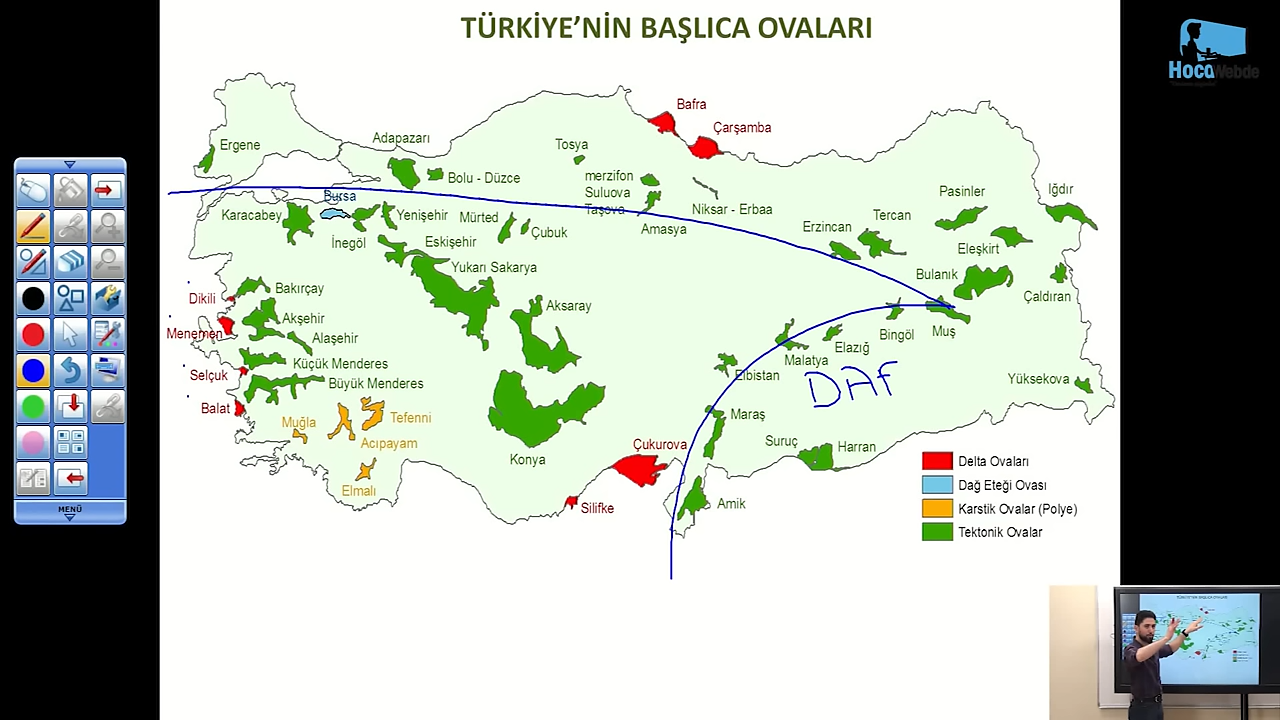 TÜRKİYE'NİN BAŞLICA OVALARI
Hoca Webde
Bafra
Çarşamba
Ergene
Adapazarı
Tosya
Bolu - Düzce
merzifon
Suluova
Taşova
Pasinler
Iğdır
Bursa
Karacabey
Yenişehir
Mürted
Niksar - Erbaa
Tercan
Erzincan
Amasya
Çubuk
İnegöl
Eskişehir
Eleşkirt
Yukarı Sakarya
Bulanık
Bakırçay
Çaldıran
Dikili
Aksaray
Akşehir
Menemen
Alaşehir
Bingöl
Muş
Elazığ
Malatya
Küçük Menderes
Selçuk
Elbistan
Büyük Menderes
Yüksekova
DAF
Balat
Tefenni
Maraş
Muğla
Acıpayam
Suruç
Harran
Çukurova
Konya
Elmalı
Silifke
Amik
Delta Ovaları
Dağ Eteği Ovası
Karstik Ovalar (Polye)
Tektonik Ovalar
MENÜ